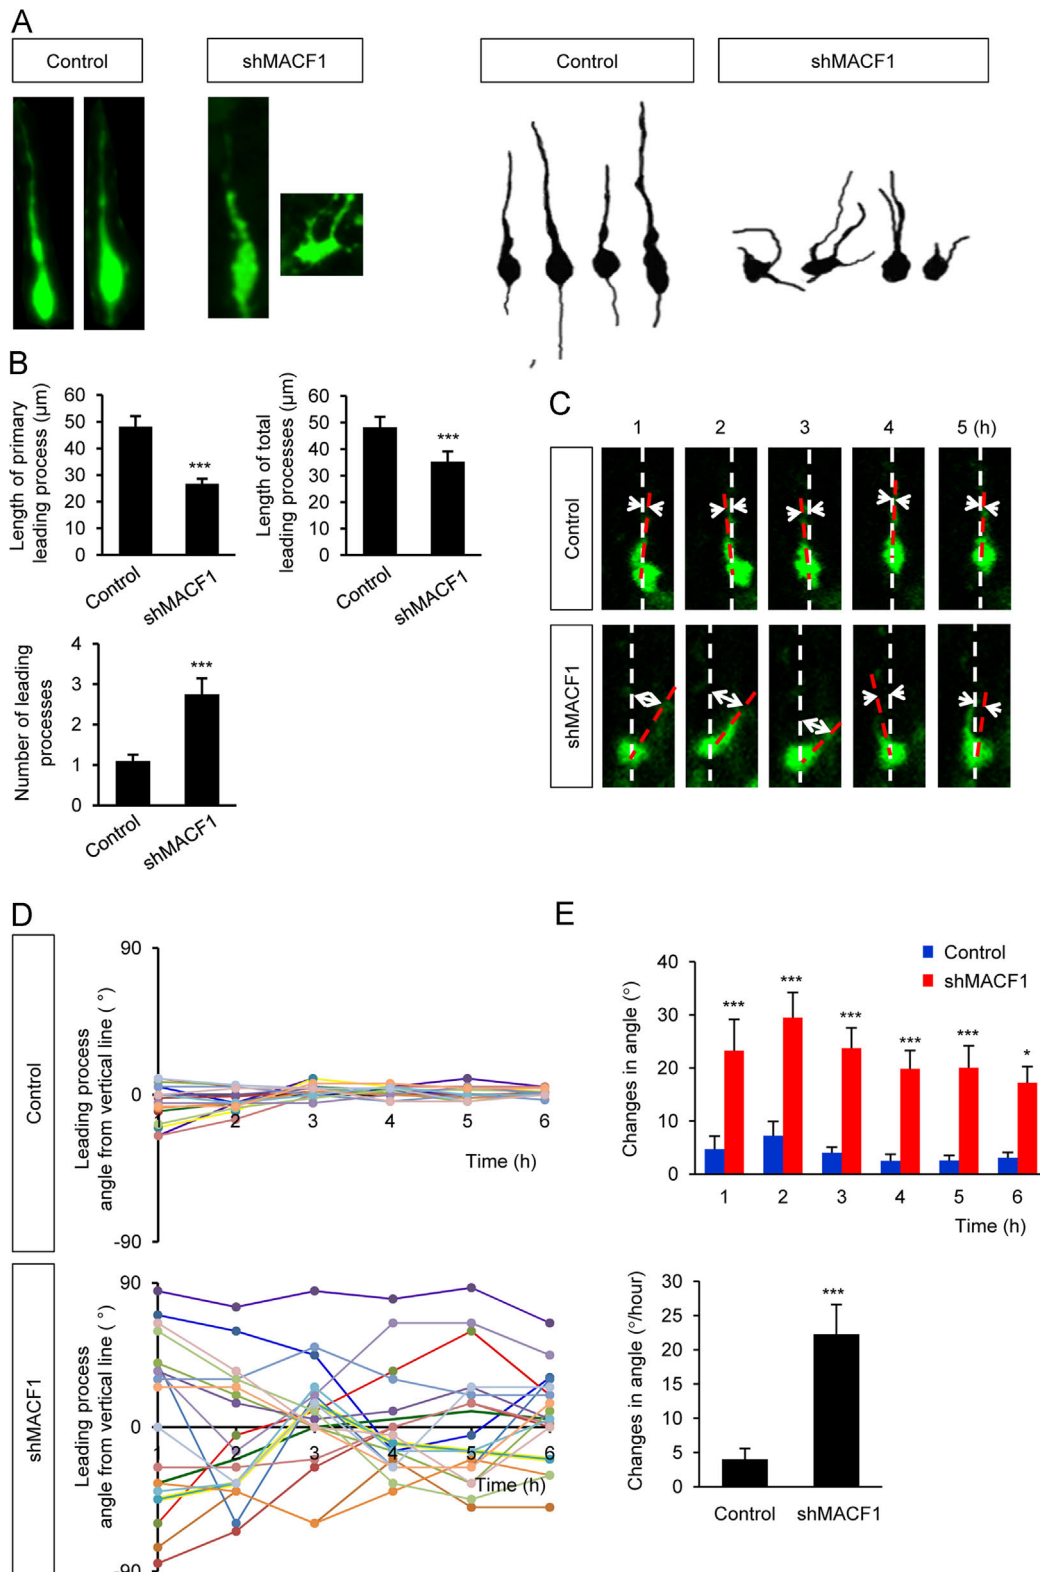 A
Control
shMACF1
Control
shMACF1
B
Length of primary
leading process (μm)
60
50
40
30
20
10
0
Control
shMACF1
***
Length of total
leading processes (μm)
60
50
40
30
20
10
0
Control
shMACF1
***
Number of leading
processes
4
3
2
1
0
Control
shMACF1
***
C
1 2 3 4 5 (h)
Control
shMACF1
D
Control
Leading process
angle from vertical line ( °)
90
0
-90
1 2 3 4 5 6
Time (h)
shMACF1
Leading process
angle from vertical line ( °)
90
0
-90
1 2 3 4 5 6
Time (h)
E
Control
shMACF1
Changes in angle (°)
40
30
20
10
0
*** *** *** *** *** *
1 2 3 4 5 6
Time (h)
Changes in angle (°/hour)
30
25
20
15
10
5
0
***
Control shMACF1